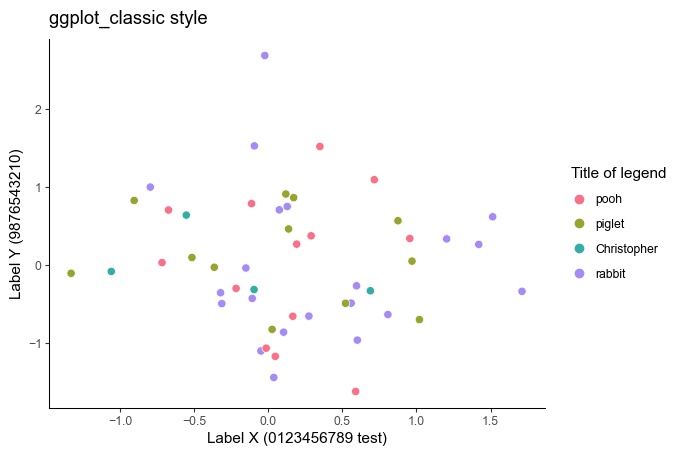 ggplot_classic style
Label Y (9876543210)
2
1
0
−1
−1.0 −0.5 0.0 0.5 1.0 1.5
Label X (0123456789 test)
Title of legend
pooh
piglet
Christopher
rabbit